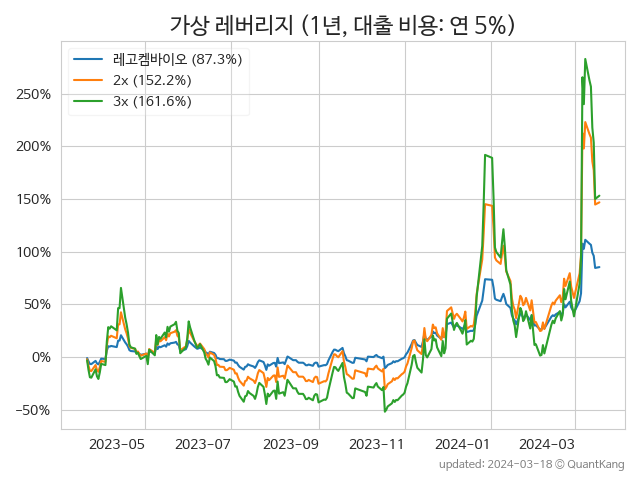 가상 레버리지 (1년, 대출 비용: 연 5%)
레고켐바이오 (87.3%)
2x (152.2%)
3x (161.6%)
250%
200%
150%
100%
50%
0%
−50%
2023-05 2023-07 2023-09 2023-11 2024-01 2024-03
updated: 2024-03-18 © QuantKang